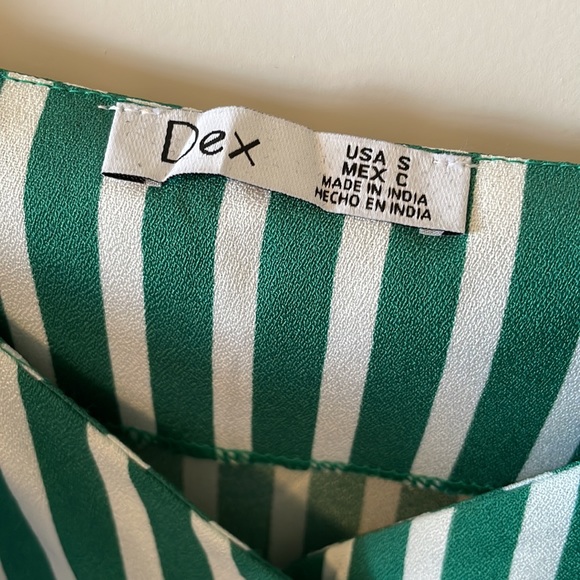 Dex
USA S
MEX C
MADE IN INDIA
HECHO EN INDIA